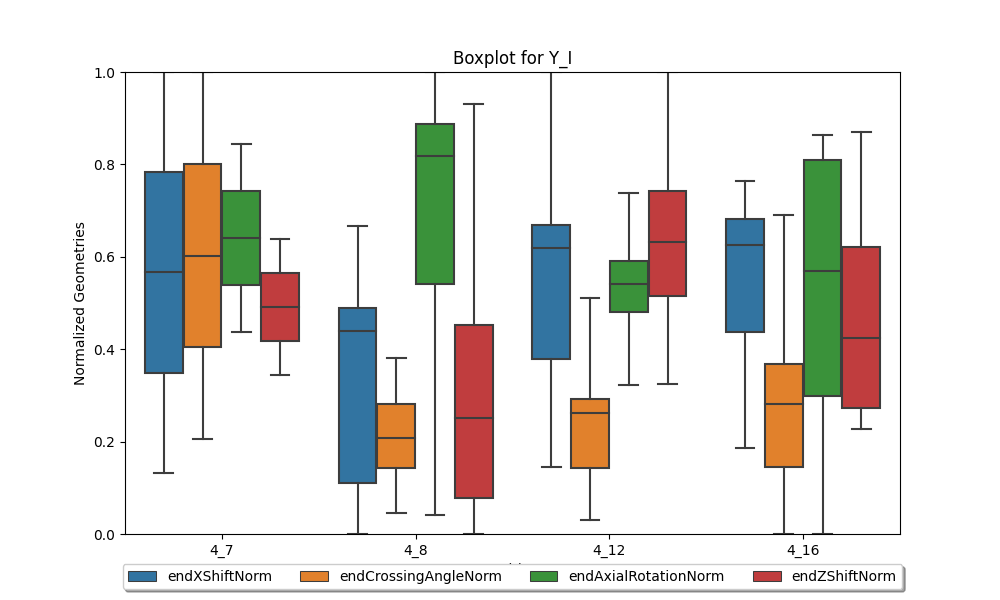 Boxplot for Y_I
Normalized Geometries
1.0
0.8
0.6
0.4
0.2
0.0
4_7 4_8 4_12 4_16
endXShiftNorm endCrossingAngleNorm endAxialRotationNorm endZShiftNorm